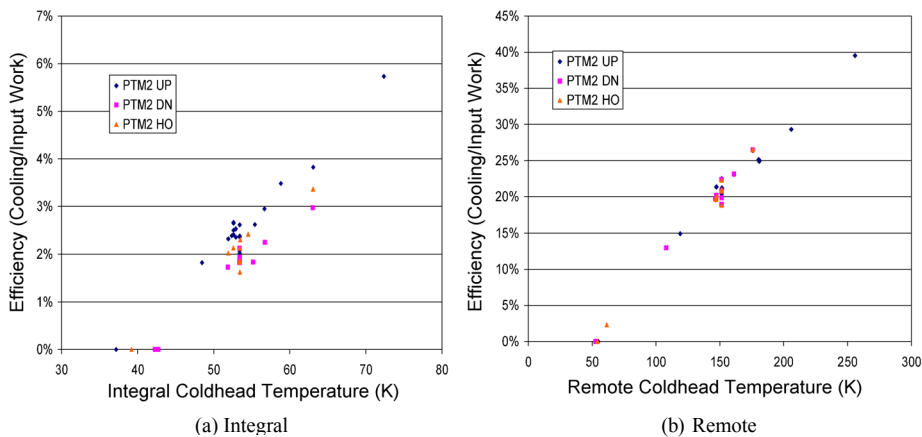 7%
6%
5%
4%
3%
2%
1%
0%
Efficiency (Cooling/Input Work)
PTM2 UP
PTM2 DN
PTM2 HO
30 40 50 60 70 80
Integral Coldhead Temperature (K)
(a) Integral
45%
40%
35%
30%
25%
20%
15%
10%
5%
0%
Efficiency (Cooling/Input Work)
PTM2 UP
PTM2 DN
PTM2 HO
0 50 100 150 200 250 300
Remote Coldhead Temperature (K)
(b) Remote